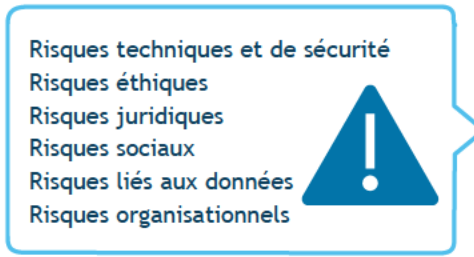 Risques techniques et de sécurité
Risques éthiques
Risques juridiques
Risques sociaux
Risques liés aux données
Risques organisationnels